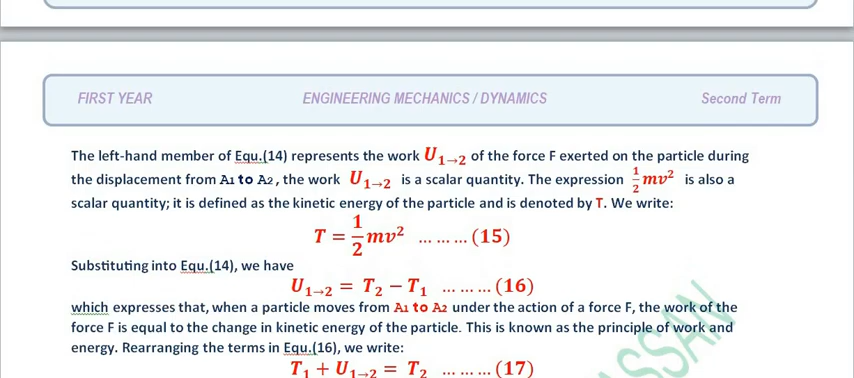 FIRST YEAR ENGINEERING MECHANICS / DYNAMICS Second Term
The left-hand member of Equ.(14) represents the work U₁→₂ of the force F exerted on the particle during
the displacement from A1 to A2, the work U₁→₂ is a scalar quantity. The expression ½mv² is also a
scalar quantity; it is defined as the kinetic energy of the particle and is denoted by T. We write:
T = ½mv² ... ... ... (15)
Substituting into Equ.(14), we have
U₁→₂ = T₂ − T₁ ... ... ... (16)
which expresses that, when a particle moves from A1 to A2 under the action of a force F, the work of the
force F is equal to the change in kinetic energy of the particle. This is known as the principle of work and
energy. Rearranging the terms in Equ.(16), we write:
T₁ + U₁→₂ = T₂ ... ... ... (17)